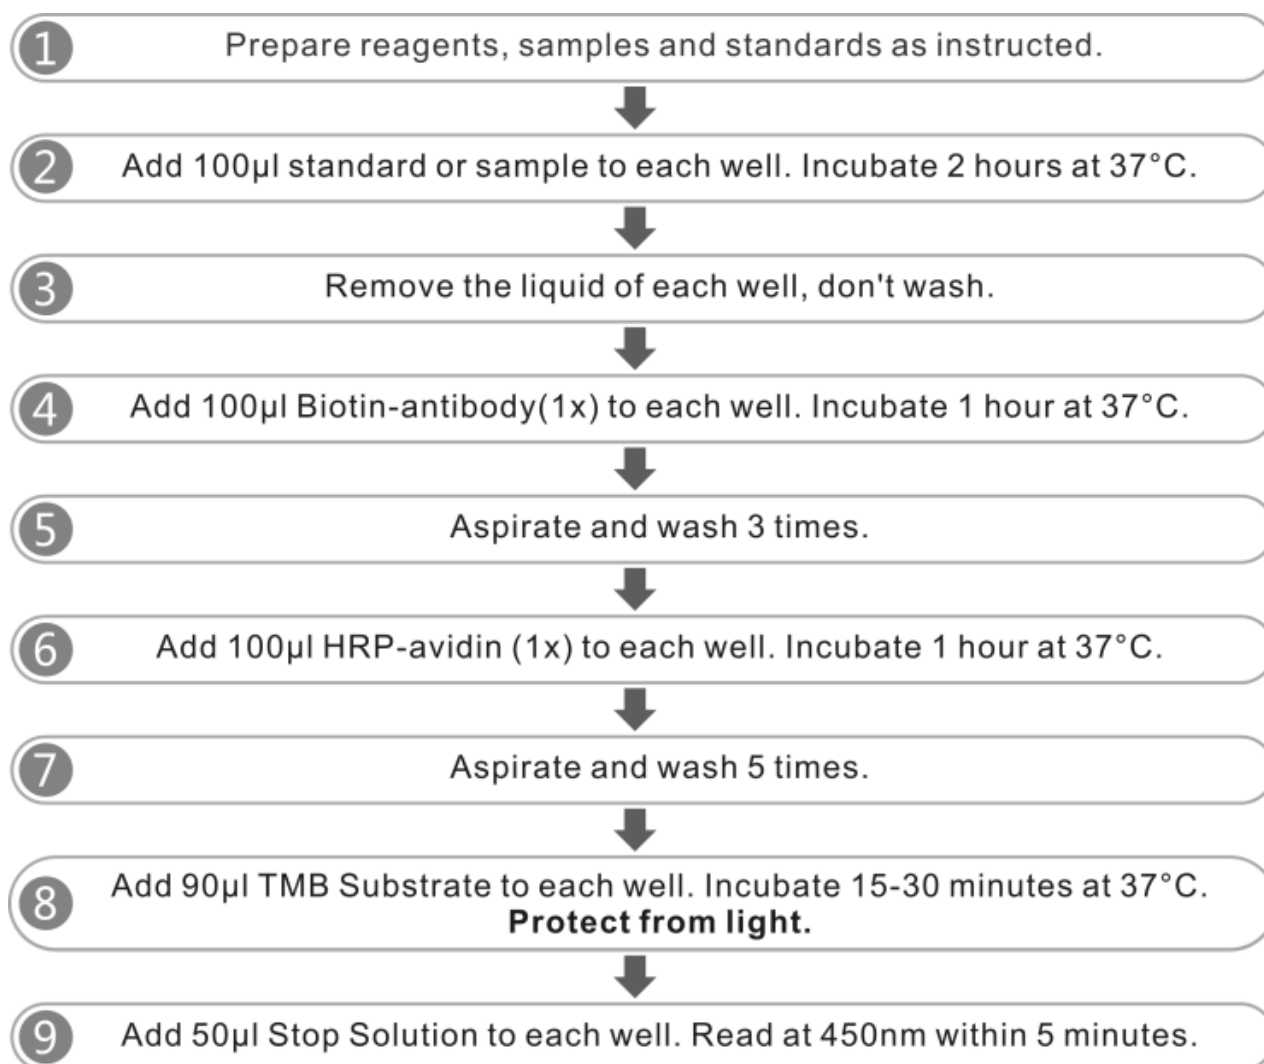 1 Prepare reagents, samples and standards as instructed.
2 Add 100µl standard or sample to each well. Incubate 2 hours at 37°C.
3 Remove the liquid of each well, don't wash.
4 Add 100µl Biotin-antibody(1x) to each well. Incubate 1 hour at 37°C.
5 Aspirate and wash 3 times.
6 Add 100µl HRP-avidin (1x) to each well. Incubate 1 hour at 37°C.
7 Aspirate and wash 5 times.
8 Add 90µl TMB Substrate to each well. Incubate 15-30 minutes at 37°C.
Protect from light.
9 Add 50µl Stop Solution to each well. Read at 450nm within 5 minutes.